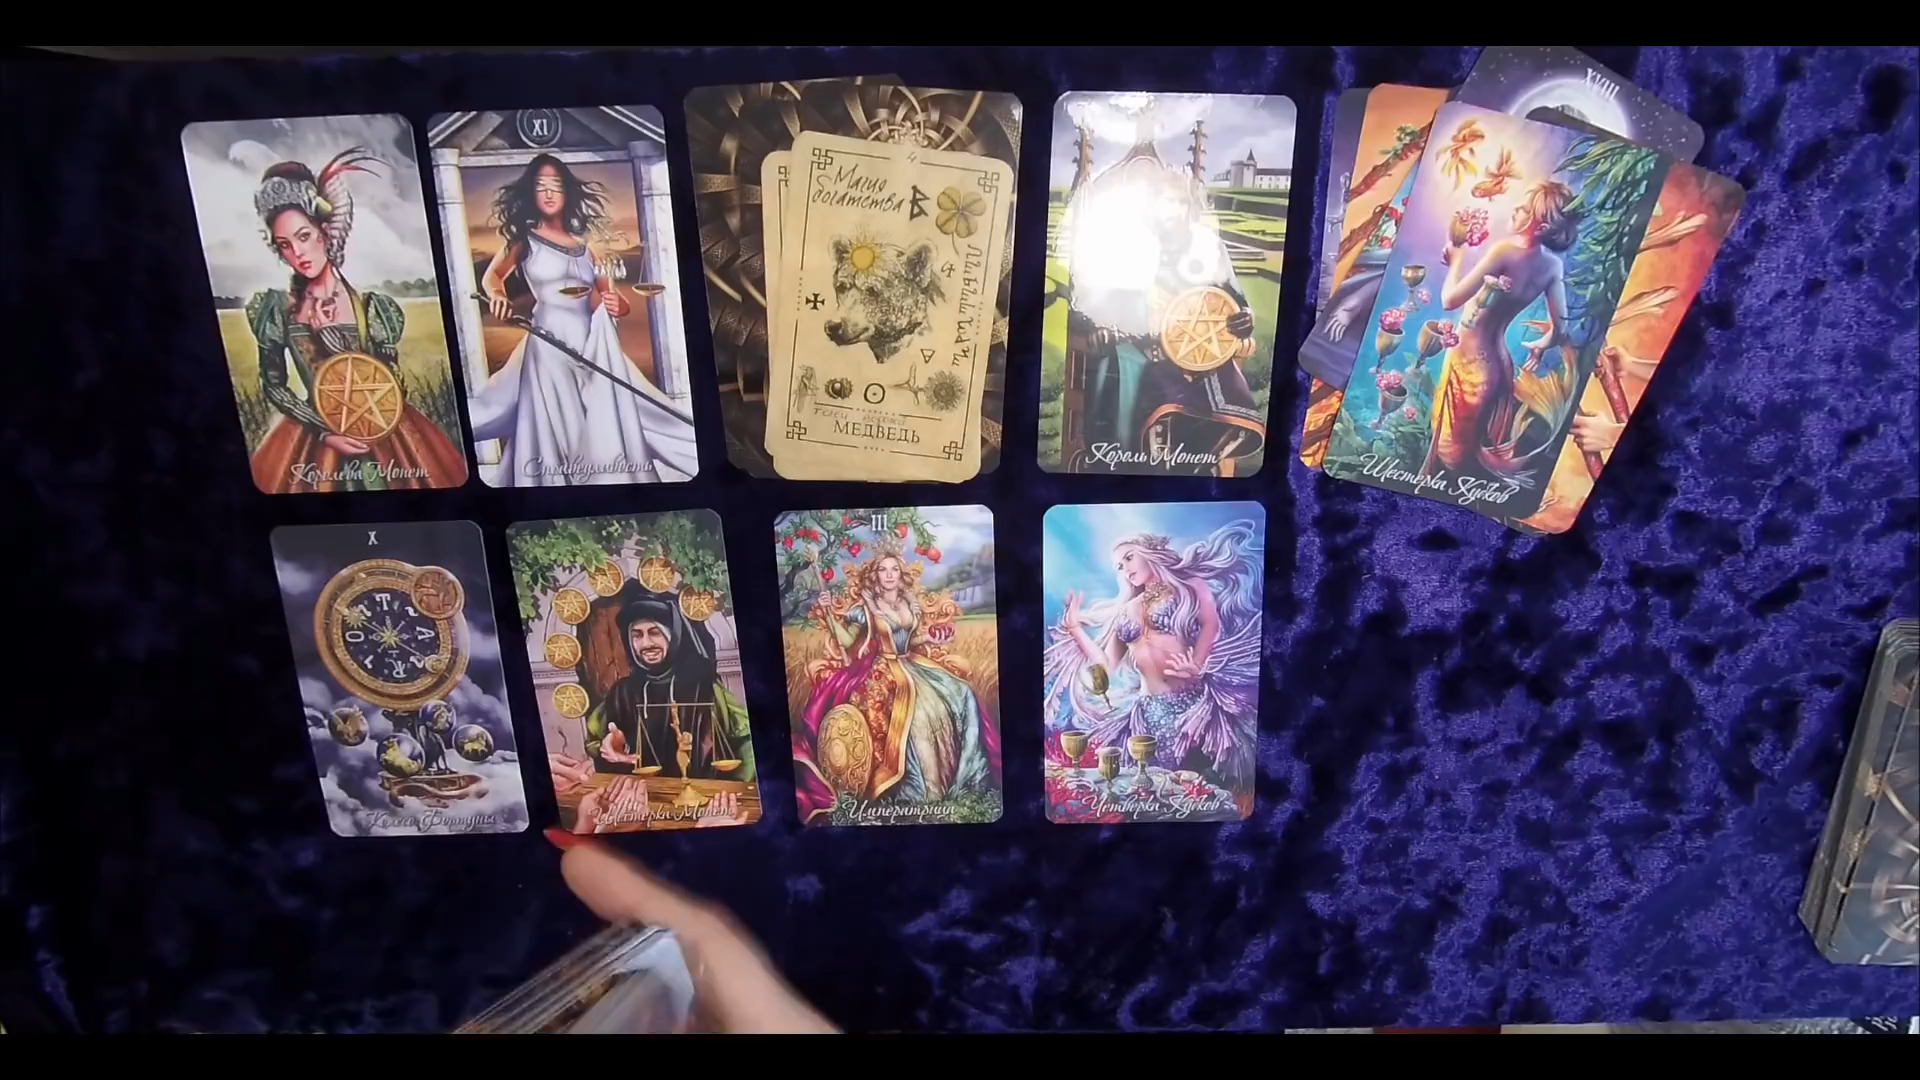 Королева Монет
XI
Справедливость
4
Магия
богатства
МЕДВЕДЬ
Король Монет
XVIII
Шестерка Кубков
X
T
A
R
O
Колесо Фортуны
Шестерка Монет
III
Императрица
Четверка Кубков